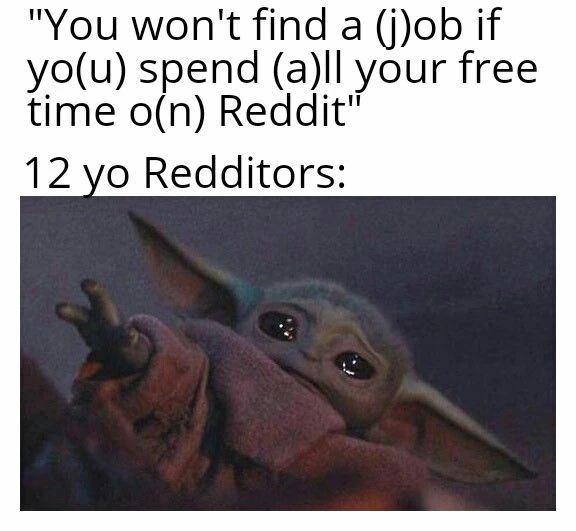 "You won't find a (j)ob if
yo(u) spend (a)ll your free
time o(n) Reddit"
12 yo Redditors: